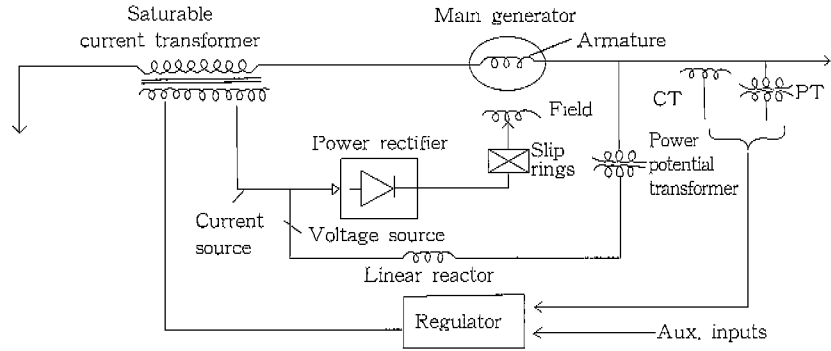 Saturable
current transformer
Main generator
Armature
CT
PT
Field
Power rectifier
Slip
rings
Power
potential
transformer
Current
source
Voltage source
Linear reactor
Regulator
Aux. inputs